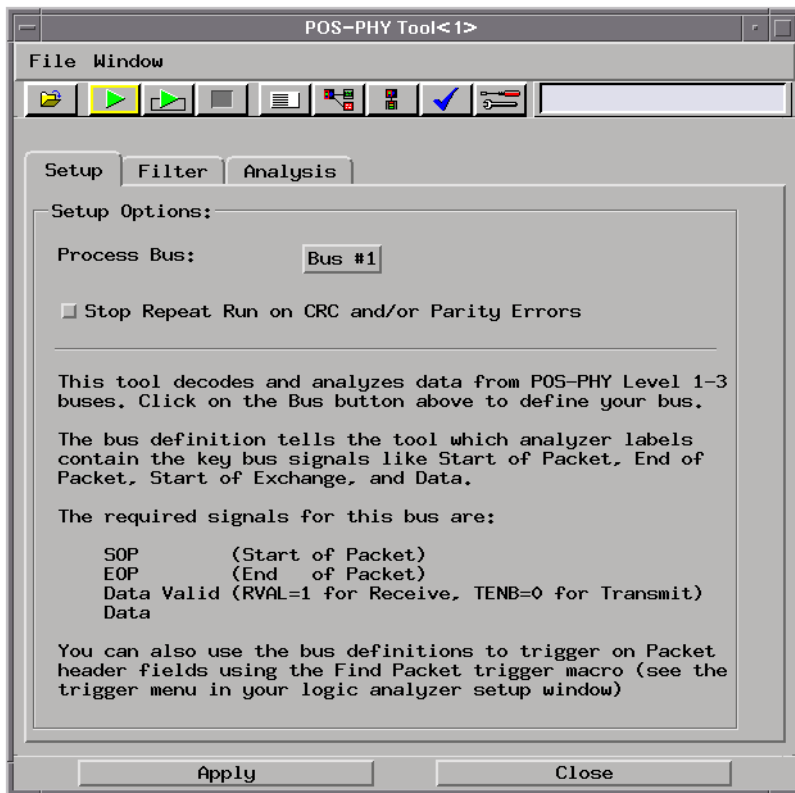 POS-PHY Tool<1>
File Window
Setup Filter Analysis
Setup Options:
Process Bus: Bus #1
Stop Repeat Run on CRC and/or Parity Errors
This tool decodes and analyzes data from POS-PHY Level 1-3
buses. Click on the Bus button above to define your bus.
The bus definition tells the tool which analyzer labels
contain the key bus signals like Start of Packet, End of
Packet, Start of Exchange, and Data.
The required signals for this bus are:
SOP (Start of Packet)
EOP (End of Packet)
Data Valid (RVAL=1 for Receive, TENB=0 for Transmit)
Data
You can also use the bus definitions to trigger on Packet
header fields using the Find Packet trigger macro (see the
trigger menu in your logic analyzer setup window)
Apply Close